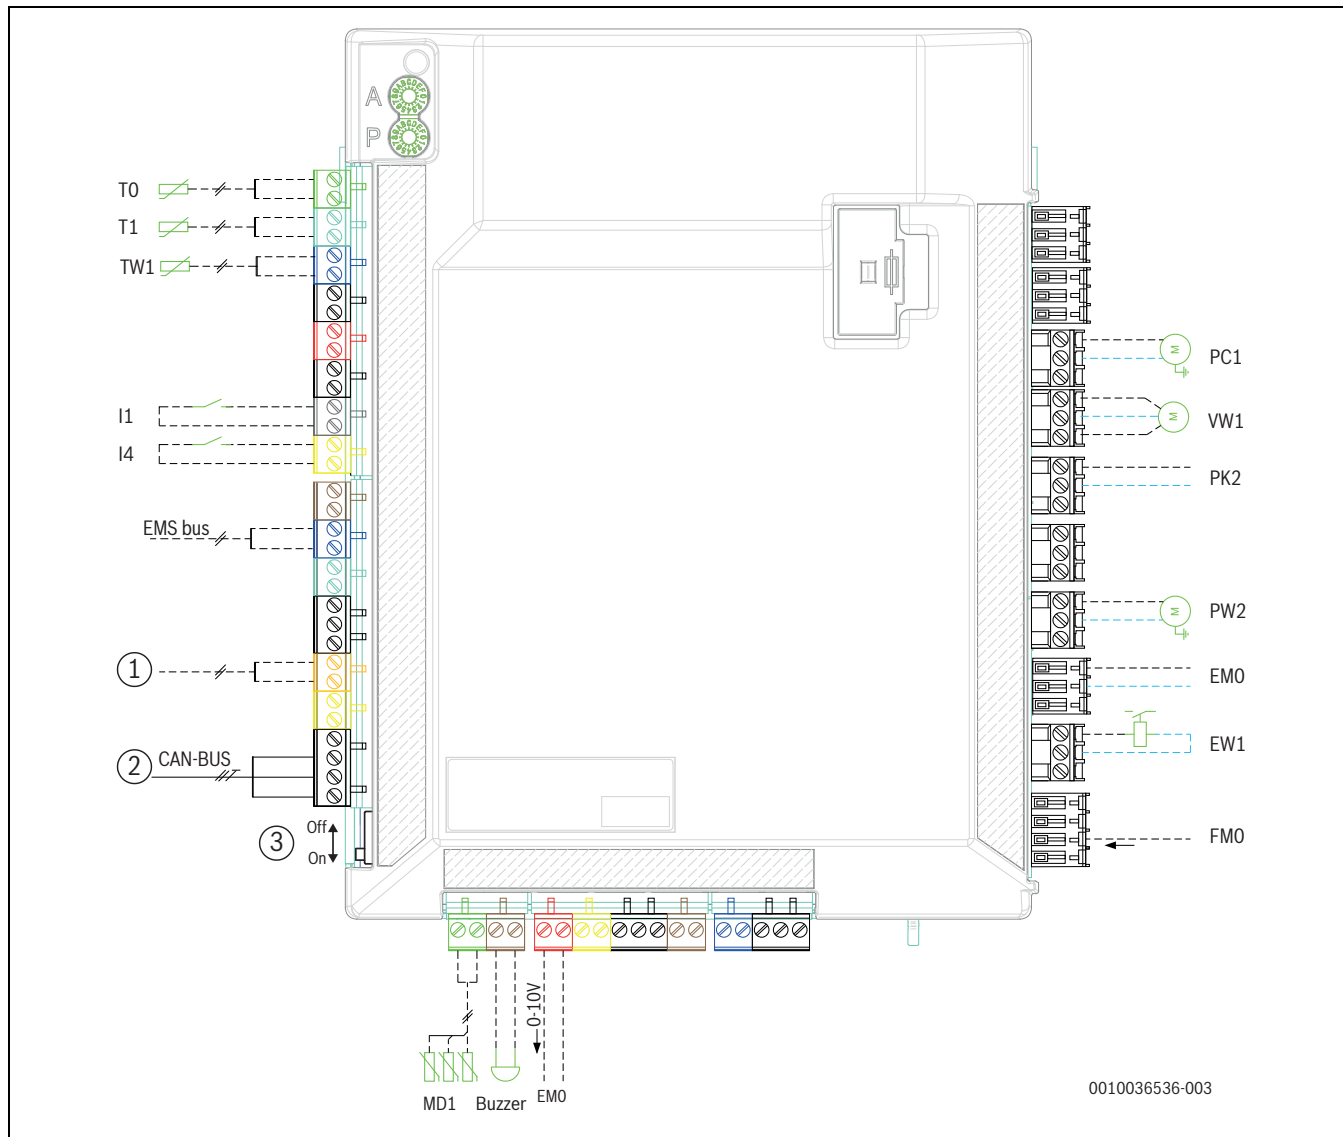 A
P
T0
T1
TW1
I1
I4
EMS bus
1
2
CAN-BUS
3
Off
On
M
PC1
M
VW1
PK2
M
PW2
EM0
EW1
FM0
0-10V
MD1
Buzzer
EM0
0010036536-003